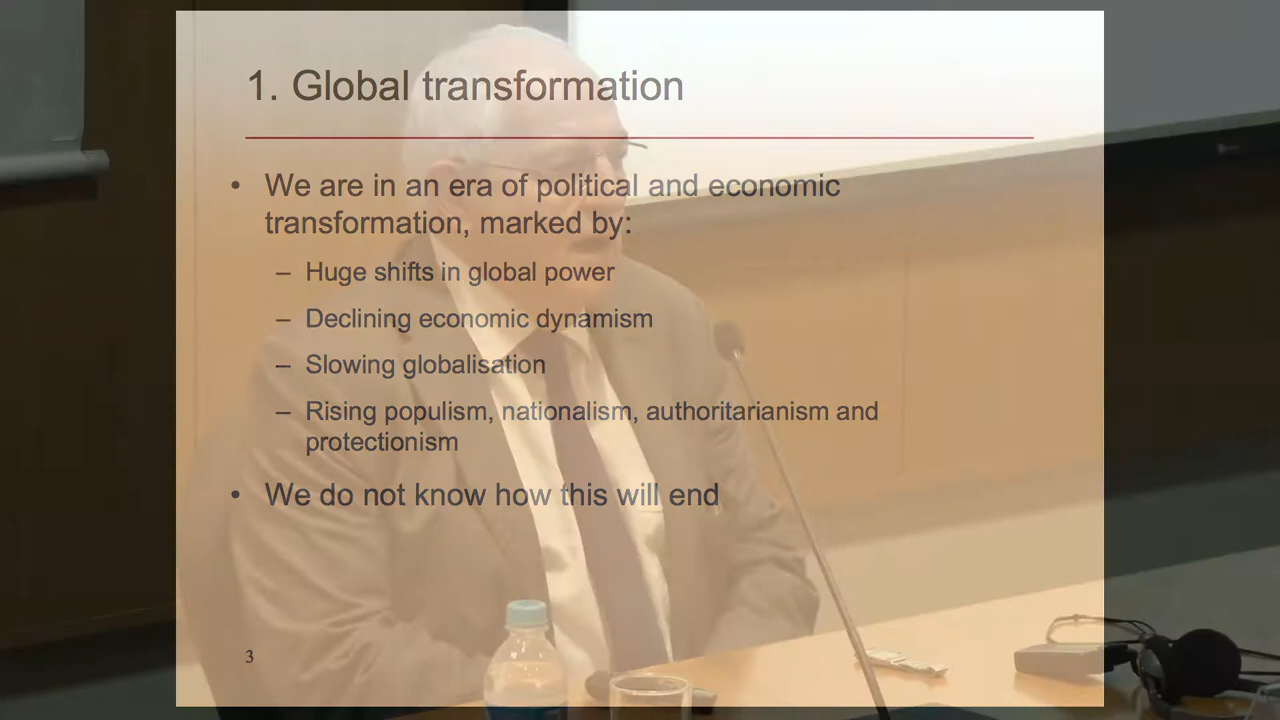 1. Global transformation
• We are in an era of political and economic
transformation, marked by:
– Huge shifts in global power
– Declining economic dynamism
– Slowing globalisation
– Rising populism, nationalism, authoritarianism and
protectionism
• We do not know how this will end
3